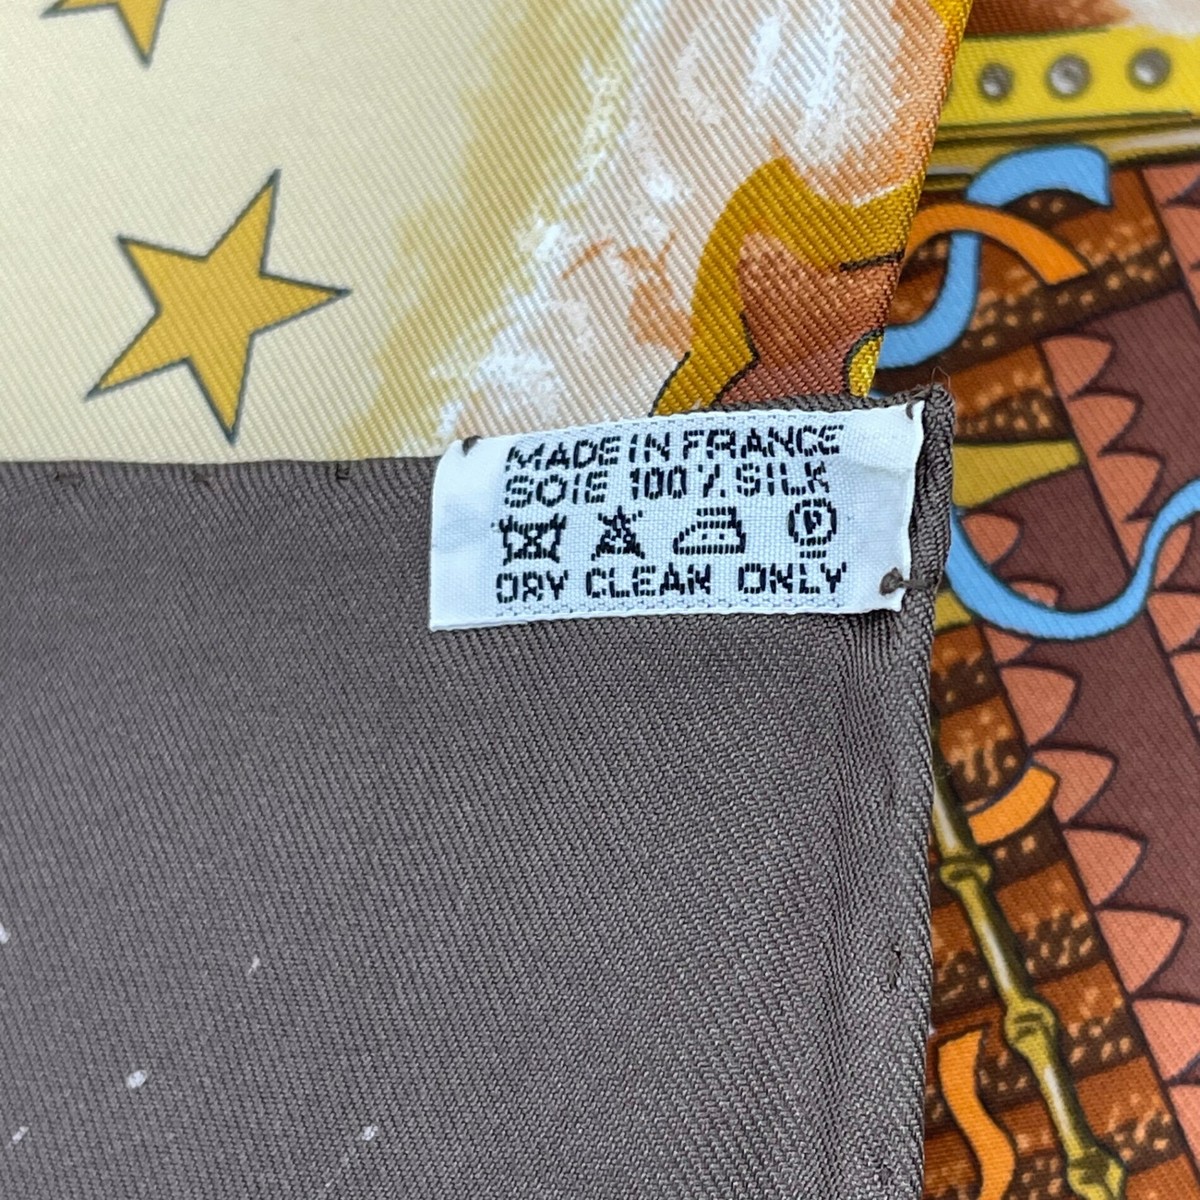 MADE IN FRANCE
SOIE 100 % SILK
P
DRY CLEAN ONLY